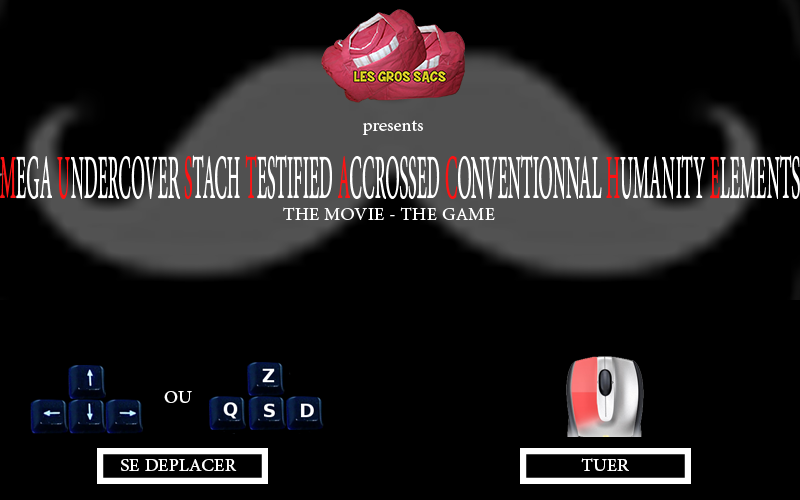 LES GROS SACS
presents
MEGA UNDERCOVER STACH TESTIFIED ACCROSSED CONVENTIONNAL HUMANITY ELEMENTS
THE MOVIE - THE GAME
↑
← ↓ →
OU
Z
Q S D
SE DEPLACER
TUER